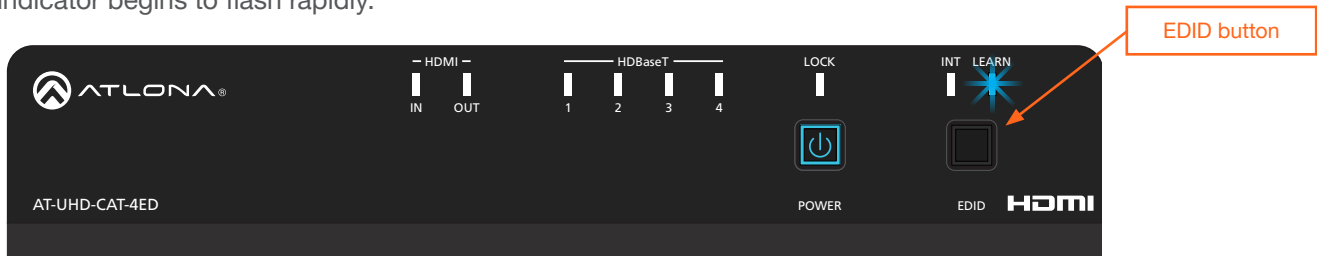 indicator begins to flash rapidly.
EDID button
HDMI
HDBaseT
LOCK
INT LEARN
ATLONA®
IN OUT
1 2 3 4
AT-UHD-CAT-4ED
POWER
EDID
HDMI